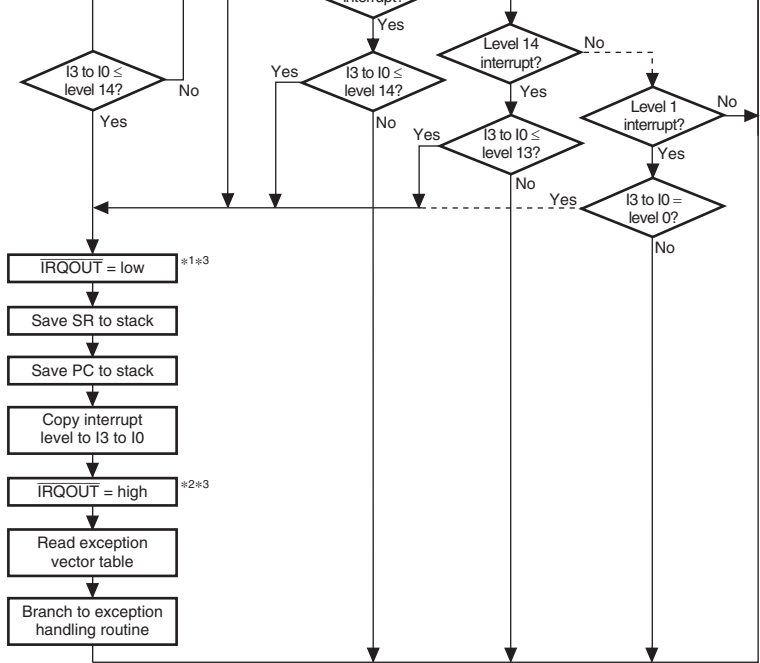 interrupt?
Yes
I3 to I0 ≤
level 14?
No
Yes
Yes
I3 to I0 ≤
level 14?
No
Level 14
interrupt?
No
Yes
Yes
I3 to I0 ≤
level 13?
No
Level 1
interrupt?
No
Yes
Yes
I3 to I0 =
level 0?
No
IRQOUT = low *1*3
Save SR to stack
Save PC to stack
Copy interrupt
level to I3 to I0
IRQOUT = high *2*3
Read exception
vector table
Branch to exception
handling routine